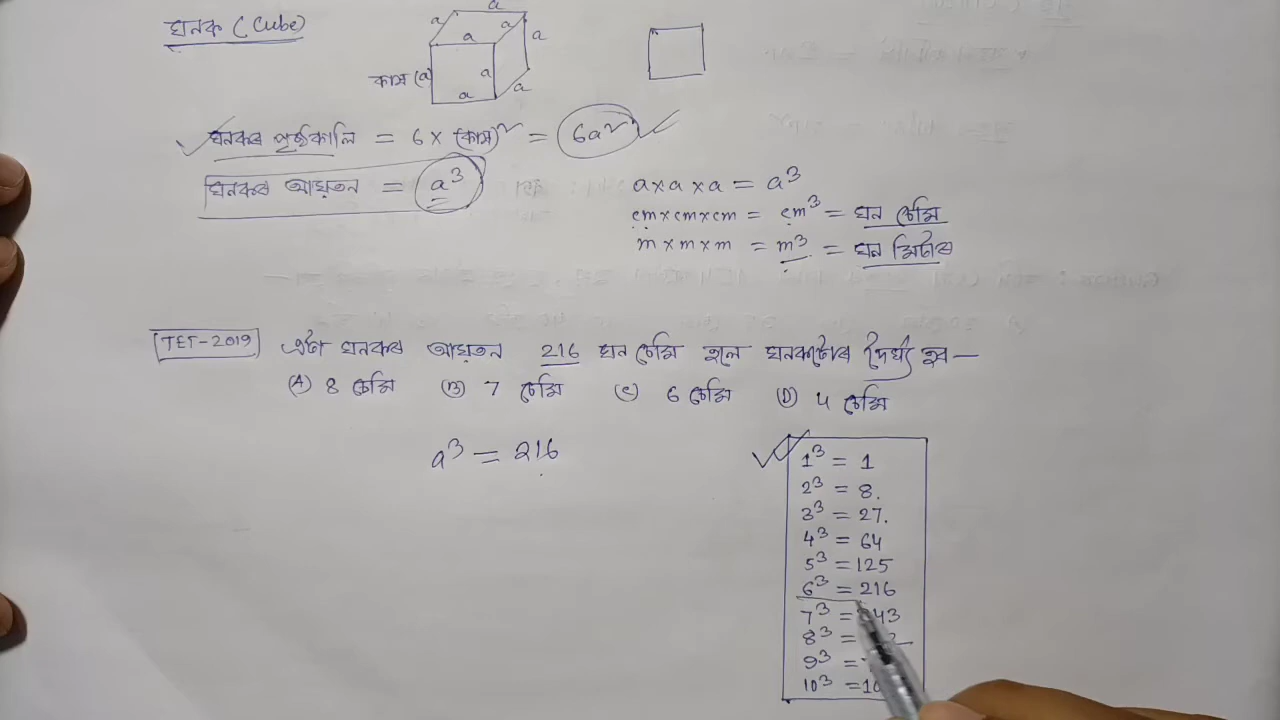 ঘনক (Cube)
a
a a
a a
কাষ (a) a
a a
ঘনকৰ পৃষ্ঠকালি = 6 × (কাষ)² = 6a²
ঘনকৰ আয়তন = a³
a × a × a = a³
cm × cm × cm = cm³ = ঘন চেমি
m × m × m = m³ = ঘন মিটাৰ
TET-2019 এটা ঘনকৰ আয়তন 216 ঘন চেমি হলে ঘনকটোৰ দৈৰ্ঘ্য হব —
(A) 8 চেমি (B) 7 চেমি (C) 6 চেমি (D) 4 চেমি
a³ = 216
1³ = 1
2³ = 8.
3³ = 27.
4³ = 64
5³ = 125
6³ = 216
7³ = 43
8³ =
9³ =
10³ = 10